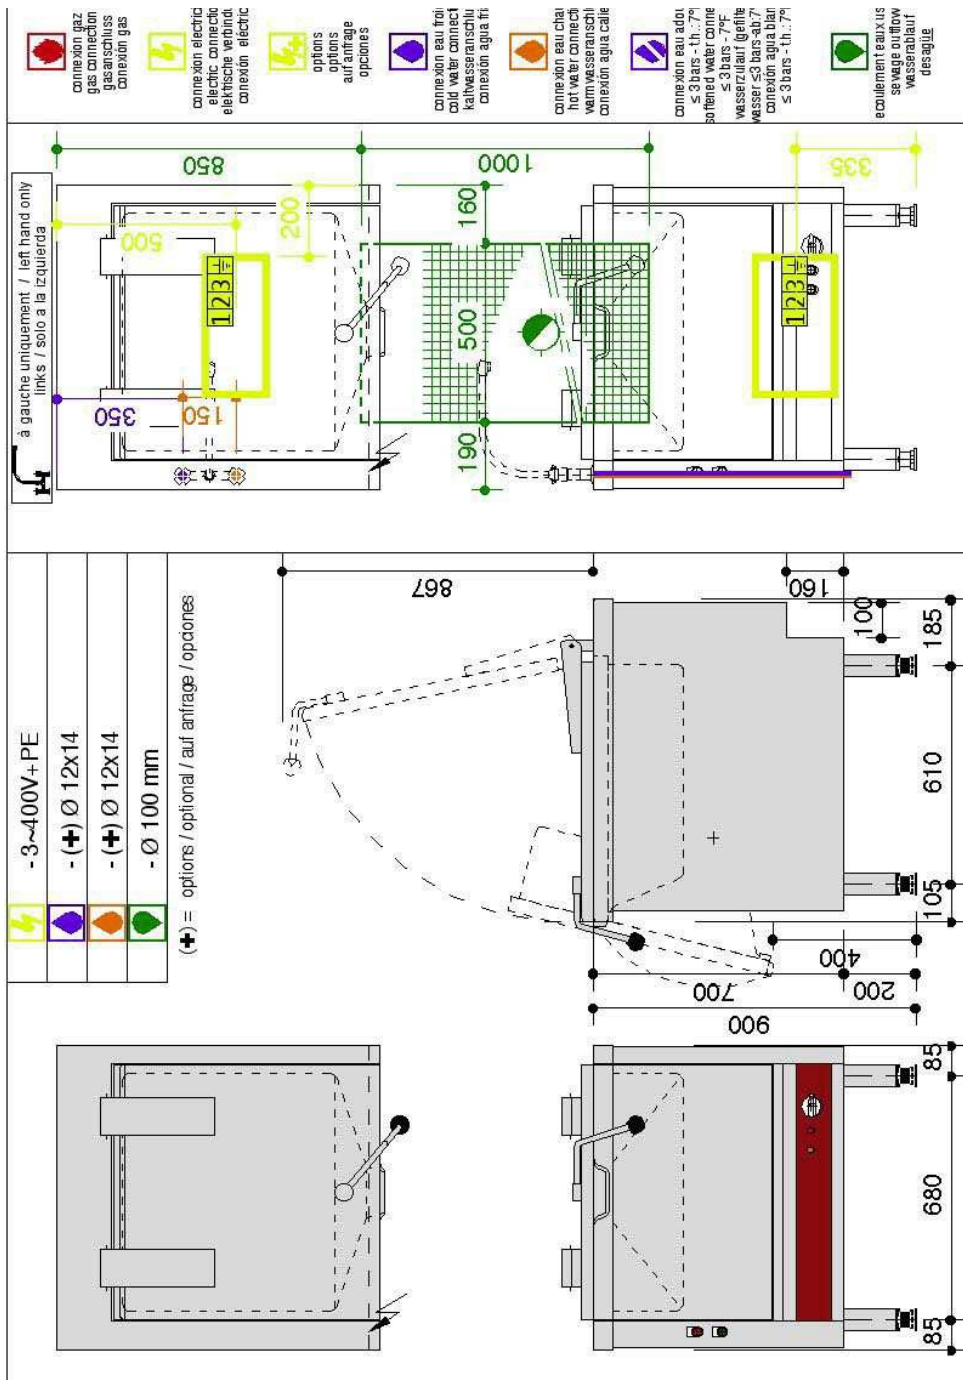 connexion gaz
gas connection
gasanschluss
conexión gas
connexion electric
electric connectio
elektrische verbind
conexión eléctric
options
options
auf anfrage
opciones
connexion eau froi
cold water connect
kaltwasseranschlu
conexión agua fri
connexion eau chau
hot water connecti
warmwasseranschl
conexión agua calie
connexion eau adou
≤ 3 bars - t.h.: 7°
softened water conne
≤ 3 bars - 7°F
wasserzulauf (gefilte
wasser ≤3 bars-ab:7
conexión agua blan
≤ 3 bars - t.h.: 7°
ecoulement eaux us
sewage outflow
wasserablauf
desagüe
à gauche uniquement / left hand only
links / solo a la izquierda
850
1000
335
500
200
160
123
500
123
350
150
190
- 3~400V+PE
- (+) Ø 12x14
- (+) Ø 12x14
- Ø 100 mm
(+) = options / optional / auf anfrage / opciones
867
160
100
185
610
105
400
700
200
900
85
680
85